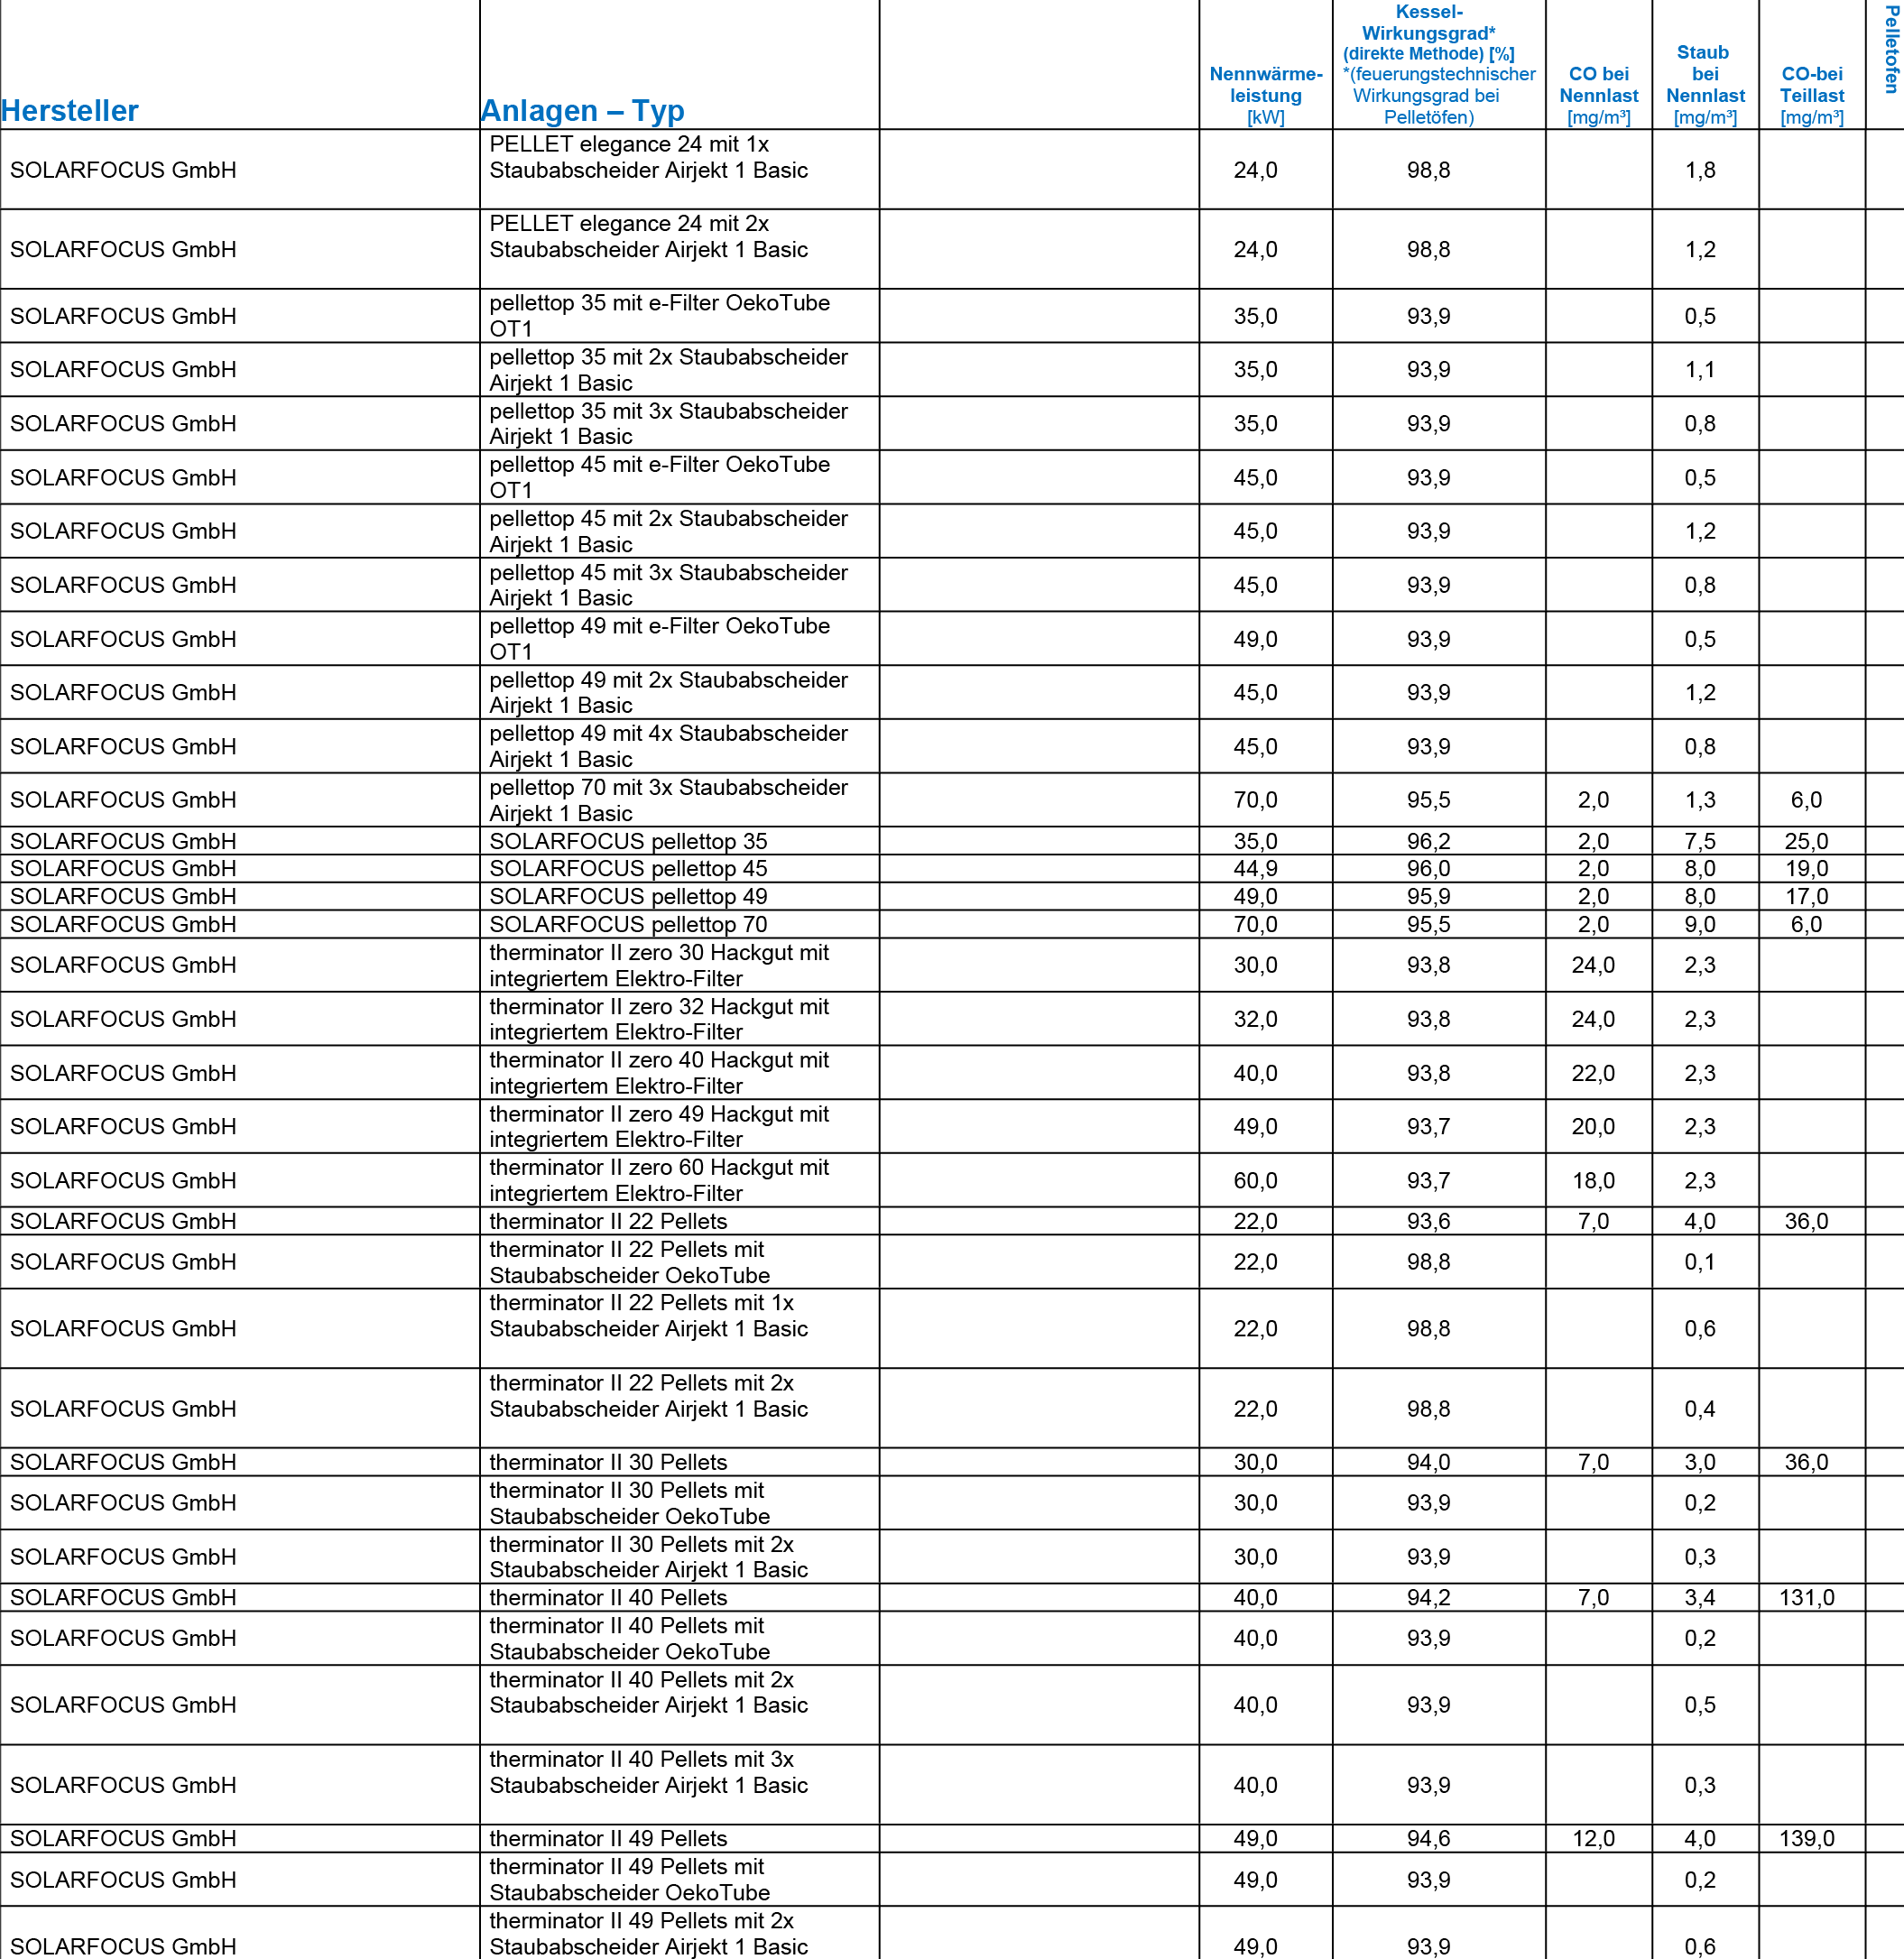 Hersteller
Anlagen – Typ
Nennwärme-
leistung
[kW]
Kessel-
Wirkungsgrad*
(direkte Methode) [%]
*(feuerungstechnischer
Wirkungsgrad bei
Pelletöfen)
CO bei
Nennlast
[mg/m³]
Staub
bei
Nennlast
[mg/m³]
CO-bei
Teillast
[mg/m³]
Pelletofen
SOLARFOCUS GmbH
PELLET elegance 24 mit 1x
Staubabscheider Airjekt 1 Basic
24,0 98,8 1,8
SOLARFOCUS GmbH
PELLET elegance 24 mit 2x
Staubabscheider Airjekt 1 Basic
24,0 98,8 1,2
SOLARFOCUS GmbH
pellettop 35 mit e-Filter OekoTube
OT1
35,0 93,9 0,5
SOLARFOCUS GmbH
pellettop 35 mit 2x Staubabscheider
Airjekt 1 Basic
35,0 93,9 1,1
SOLARFOCUS GmbH
pellettop 35 mit 3x Staubabscheider
Airjekt 1 Basic
35,0 93,9 0,8
SOLARFOCUS GmbH
pellettop 45 mit e-Filter OekoTube
OT1
45,0 93,9 0,5
SOLARFOCUS GmbH
pellettop 45 mit 2x Staubabscheider
Airjekt 1 Basic
45,0 93,9 1,2
SOLARFOCUS GmbH
pellettop 45 mit 3x Staubabscheider
Airjekt 1 Basic
45,0 93,9 0,8
SOLARFOCUS GmbH
pellettop 49 mit e-Filter OekoTube
OT1
49,0 93,9 0,5
SOLARFOCUS GmbH
pellettop 49 mit 2x Staubabscheider
Airjekt 1 Basic
45,0 93,9 1,2
SOLARFOCUS GmbH
pellettop 49 mit 4x Staubabscheider
Airjekt 1 Basic
45,0 93,9 0,8
SOLARFOCUS GmbH
pellettop 70 mit 3x Staubabscheider
Airjekt 1 Basic
70,0 95,5 2,0 1,3 6,0
SOLARFOCUS GmbH SOLARFOCUS pellettop 35 35,0 96,2 2,0 7,5 25,0
SOLARFOCUS GmbH SOLARFOCUS pellettop 45 44,9 96,0 2,0 8,0 19,0
SOLARFOCUS GmbH SOLARFOCUS pellettop 49 49,0 95,9 2,0 8,0 17,0
SOLARFOCUS GmbH SOLARFOCUS pellettop 70 70,0 95,5 2,0 9,0 6,0
SOLARFOCUS GmbH
therminator II zero 30 Hackgut mit
integriertem Elektro-Filter
30,0 93,8 24,0 2,3
SOLARFOCUS GmbH
therminator II zero 32 Hackgut mit
integriertem Elektro-Filter
32,0 93,8 24,0 2,3
SOLARFOCUS GmbH
therminator II zero 40 Hackgut mit
integriertem Elektro-Filter
40,0 93,8 22,0 2,3
SOLARFOCUS GmbH
therminator II zero 49 Hackgut mit
integriertem Elektro-Filter
49,0 93,7 20,0 2,3
SOLARFOCUS GmbH
therminator II zero 60 Hackgut mit
integriertem Elektro-Filter
60,0 93,7 18,0 2,3
SOLARFOCUS GmbH therminator II 22 Pellets 22,0 93,6 7,0 4,0 36,0
SOLARFOCUS GmbH
therminator II 22 Pellets mit
Staubabscheider OekoTube
22,0 98,8 0,1
SOLARFOCUS GmbH
therminator II 22 Pellets mit 1x
Staubabscheider Airjekt 1 Basic
22,0 98,8 0,6
SOLARFOCUS GmbH
therminator II 22 Pellets mit 2x
Staubabscheider Airjekt 1 Basic
22,0 98,8 0,4
SOLARFOCUS GmbH therminator II 30 Pellets 30,0 94,0 7,0 3,0 36,0
SOLARFOCUS GmbH
therminator II 30 Pellets mit
Staubabscheider OekoTube
30,0 93,9 0,2
SOLARFOCUS GmbH
therminator II 30 Pellets mit 2x
Staubabscheider Airjekt 1 Basic
30,0 93,9 0,3
SOLARFOCUS GmbH therminator II 40 Pellets 40,0 94,2 7,0 3,4 131,0
SOLARFOCUS GmbH
therminator II 40 Pellets mit
Staubabscheider OekoTube
40,0 93,9 0,2
SOLARFOCUS GmbH
therminator II 40 Pellets mit 2x
Staubabscheider Airjekt 1 Basic
40,0 93,9 0,5
SOLARFOCUS GmbH
therminator II 40 Pellets mit 3x
Staubabscheider Airjekt 1 Basic
40,0 93,9 0,3
SOLARFOCUS GmbH therminator II 49 Pellets 49,0 94,6 12,0 4,0 139,0
SOLARFOCUS GmbH
therminator II 49 Pellets mit
Staubabscheider OekoTube
49,0 93,9 0,2
SOLARFOCUS GmbH
therminator II 49 Pellets mit 2x
Staubabscheider Airjekt 1 Basic
49,0 93,9 0,6